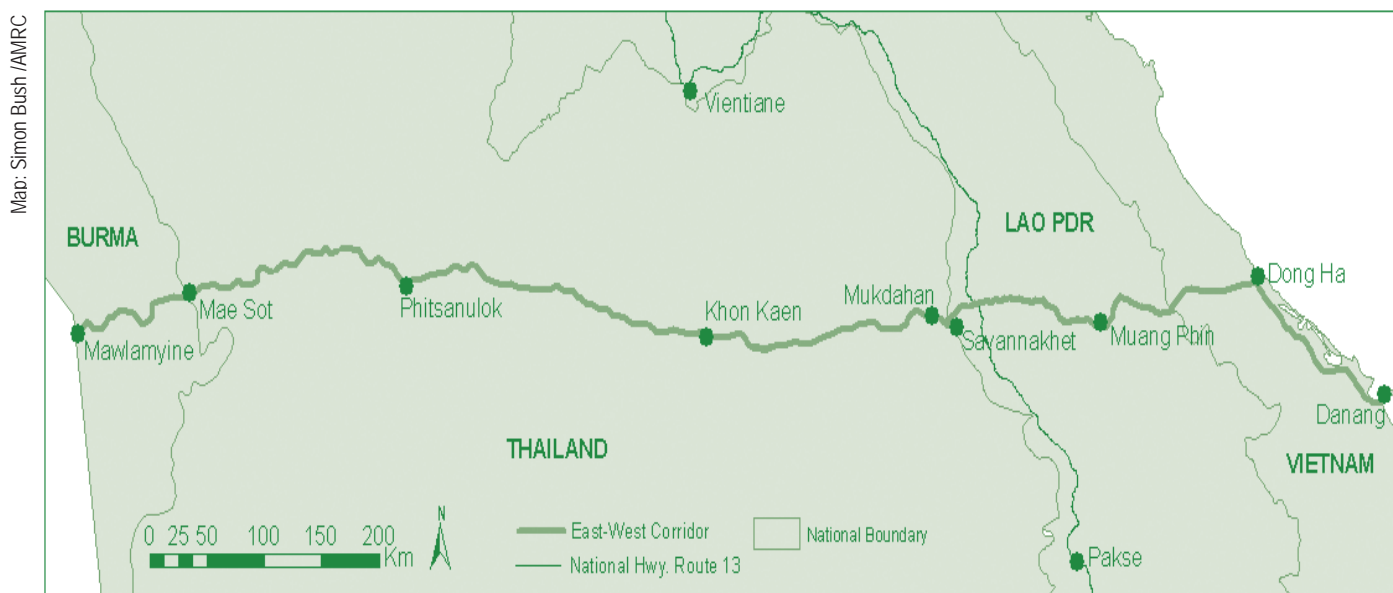 Map: Simon Bush /AMRC
Vientiane
BURMA
LAO PDR
Mae Sot
Phitsanulok
Mawlamyine
Khon Kaen
Mukdahan
Savannakhet
Muang Phin
Dong Ha
Danang
THAILAND
VIETNAM
0 25 50 100 150 200
Km
N
East-West Corridor
National Boundary
National Hwy. Route 13
Pakse